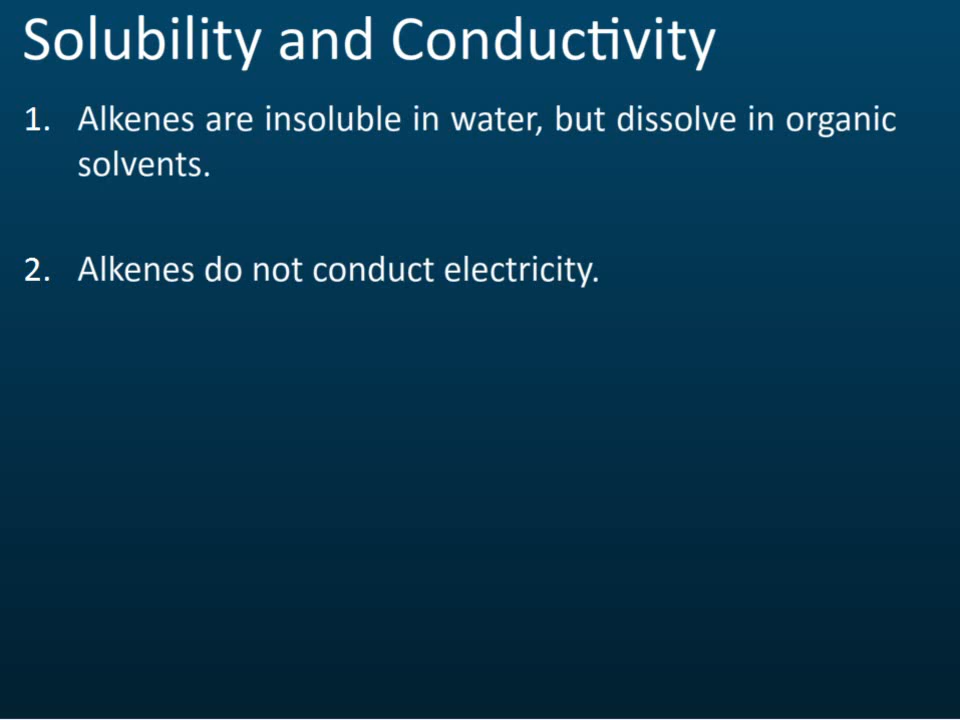 Solubility and Conductivity
1. Alkenes are insoluble in water, but dissolve in organic
solvents.
2. Alkenes do not conduct electricity.